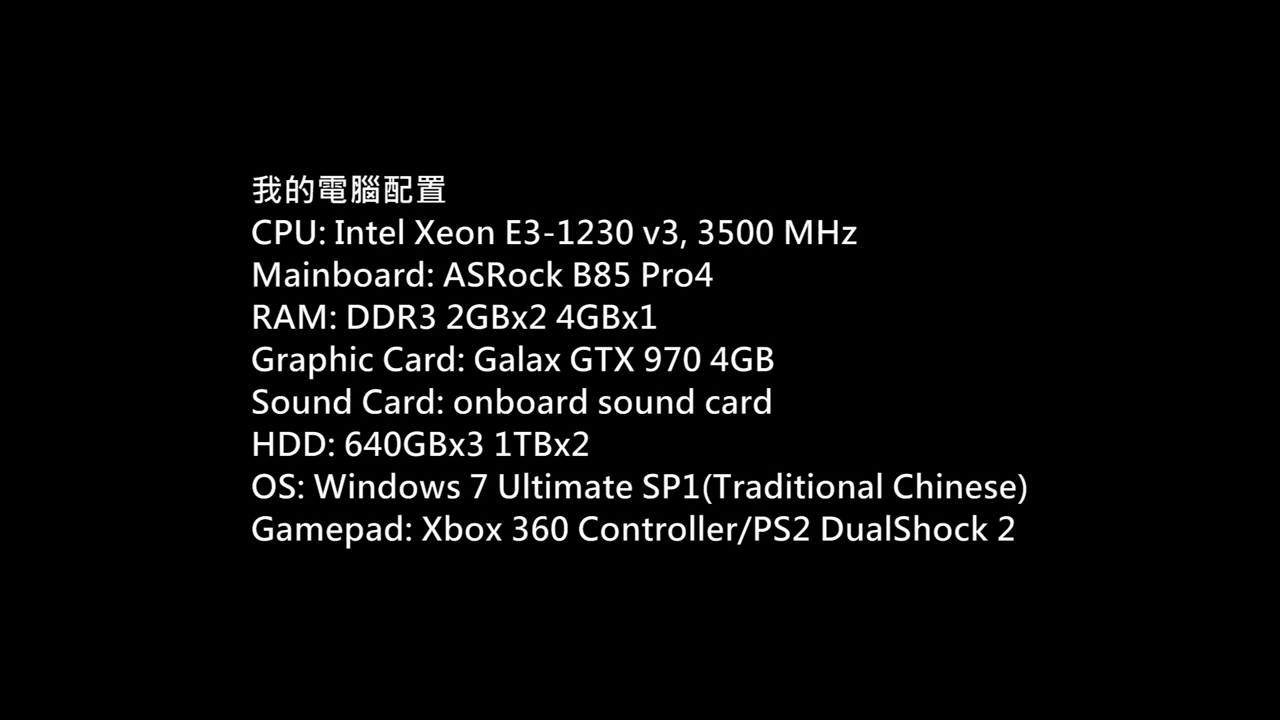 我的電腦配置
CPU: Intel Xeon E3-1230 v3, 3500 MHz
Mainboard: ASRock B85 Pro4
RAM: DDR3 2GBx2 4GBx1
Graphic Card: Galax GTX 970 4GB
Sound Card: onboard sound card
HDD: 640GBx3 1TBx2
OS: Windows 7 Ultimate SP1(Traditional Chinese)
Gamepad: Xbox 360 Controller/PS2 DualShock 2